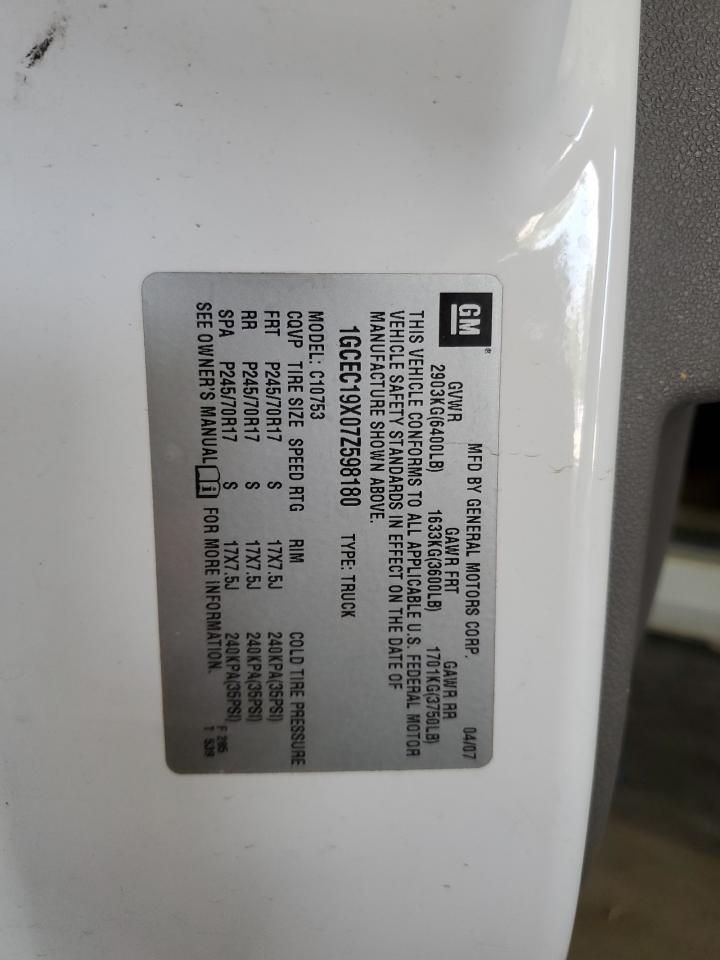 GM ®
MFD BY GENERAL MOTORS CORP. 04/07
GVWR GAWR FRT GAWR RR
2903KG(6400LB) 1633KG(3600LB) 1701KG(3750LB)
THIS VEHICLE CONFORMS TO ALL APPLICABLE U.S. FEDERAL MOTOR
VEHICLE SAFETY STANDARDS IN EFFECT ON THE DATE OF
MANUFACTURE SHOWN ABOVE.
1GCEC19X07Z598180 TYPE: TRUCK
MODEL: C10753
CQVP TIRE SIZE SPEED RTG RIM COLD TIRE PRESSURE
FRT P245/70R17 S 17X7.5J 240KPA(35PSI)
RR P245/70R17 S 17X7.5J 240KPA(35PSI)
SPA P245/70R17 S 17X7.5J 240KPA(35PSI)
SEE OWNER'S MANUAL FOR MORE INFORMATION.
F 295
T 539